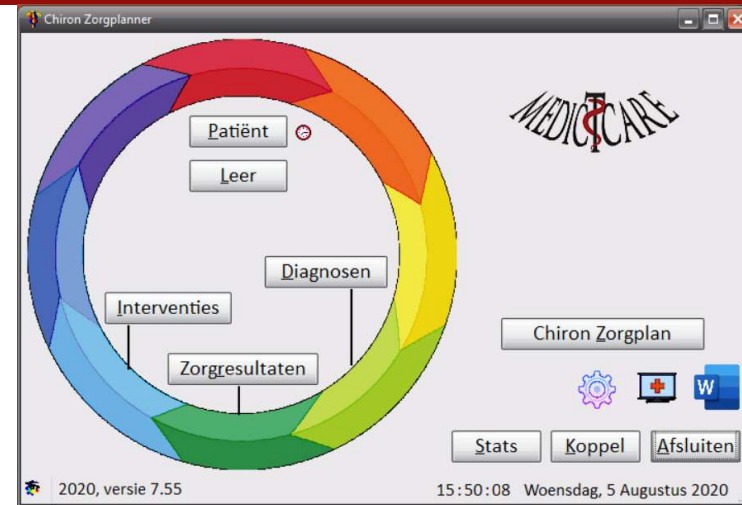 Chiron Zorgplanner
MEDICTCARE
Patiënt
Leer
Diagnosen
Interventies
Zorgresultaten
Chiron Zorgplan
W
Stats
Koppel
Afsluiten
2020, versie 7.55
15:50:08 Woensdag, 5 Augustus 2020